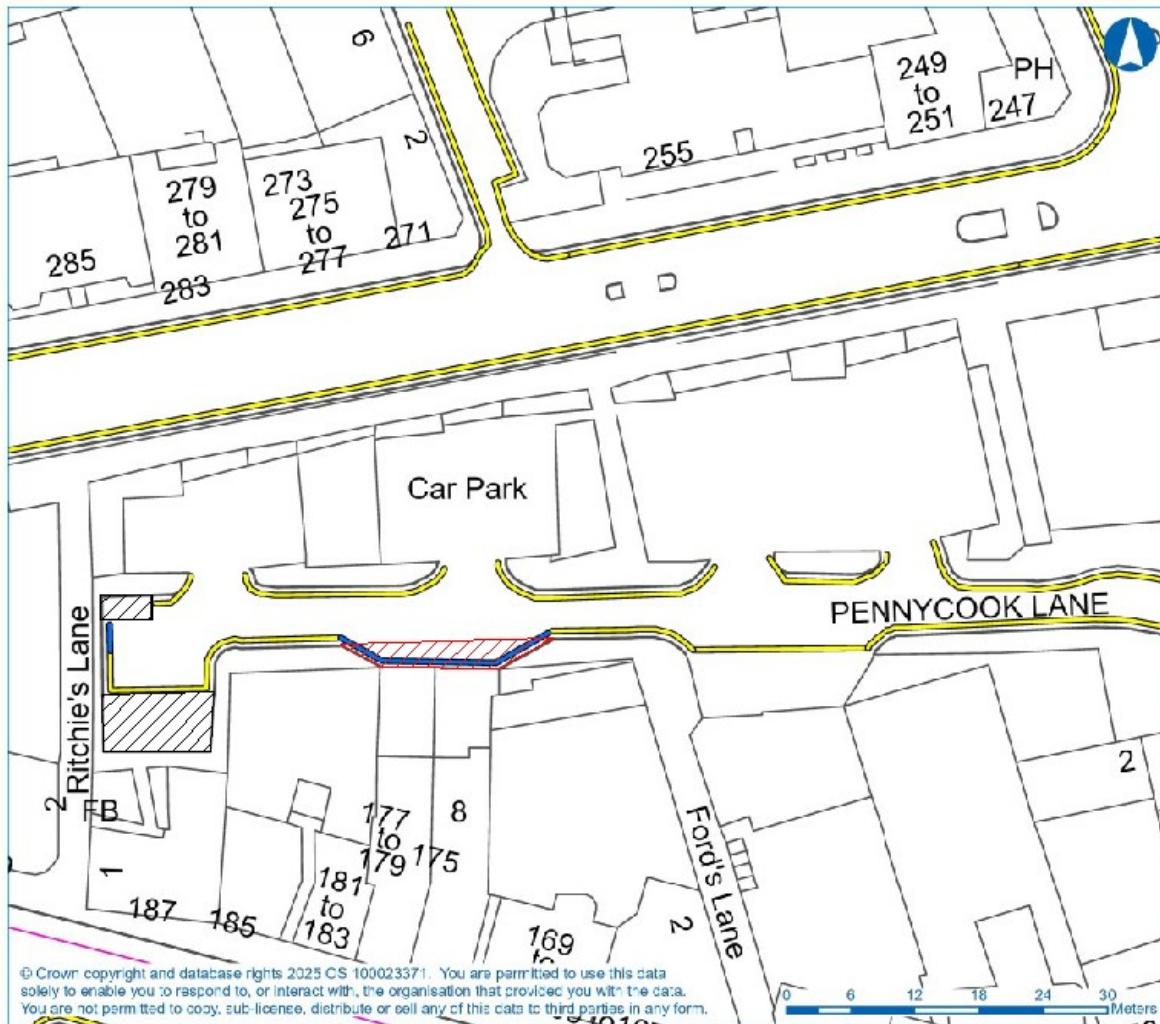 6
249
to
251
PH
247
2
255
279
to
281
273
275
to
277
271
285
283
Car Park
PENNYCOOK LANE
Ritchie's Lane
2
FB
1
177
to
179
8
175
181
to
183
187
185
169
to
2
Ford's Lane
2
© Crown copyright and database rights 2025 CS 100023371. You are permitted to use this data
solely to enable you to respond to, or interact with, the organisation that provided you with the data.
You are not permitted to copy, sub-license, distribute or sell any of this data to third parties in any form.
0 6 12 18 24 30
Meters